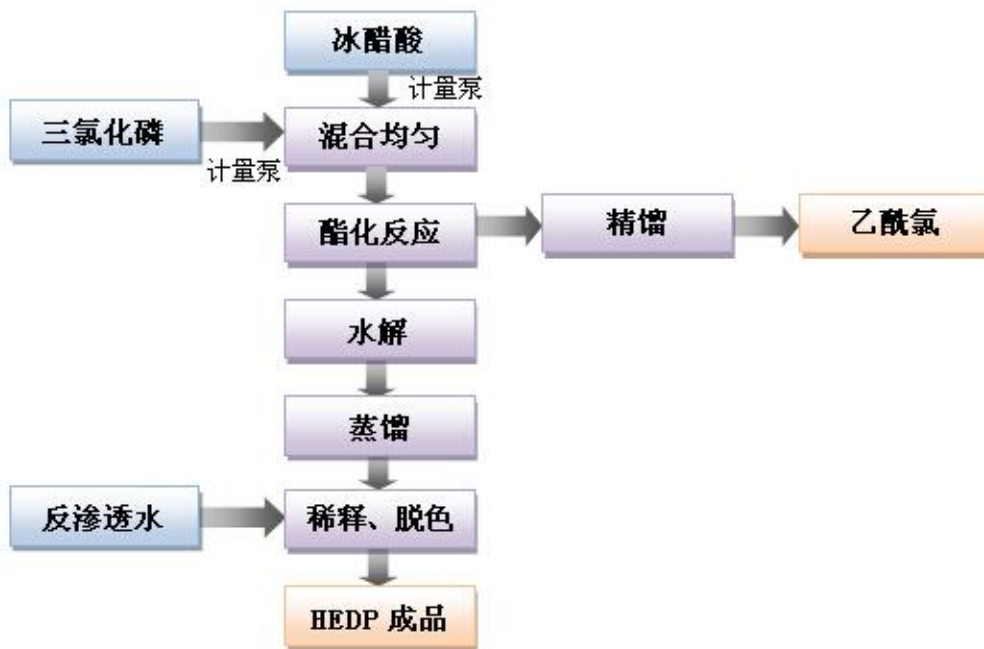 冰醋酸
计量泵
三氯化磷
计量泵
混合均匀
酯化反应
精馏
乙酰氯
水解
蒸馏
反渗透水
稀释、脱色
HEDP 成品